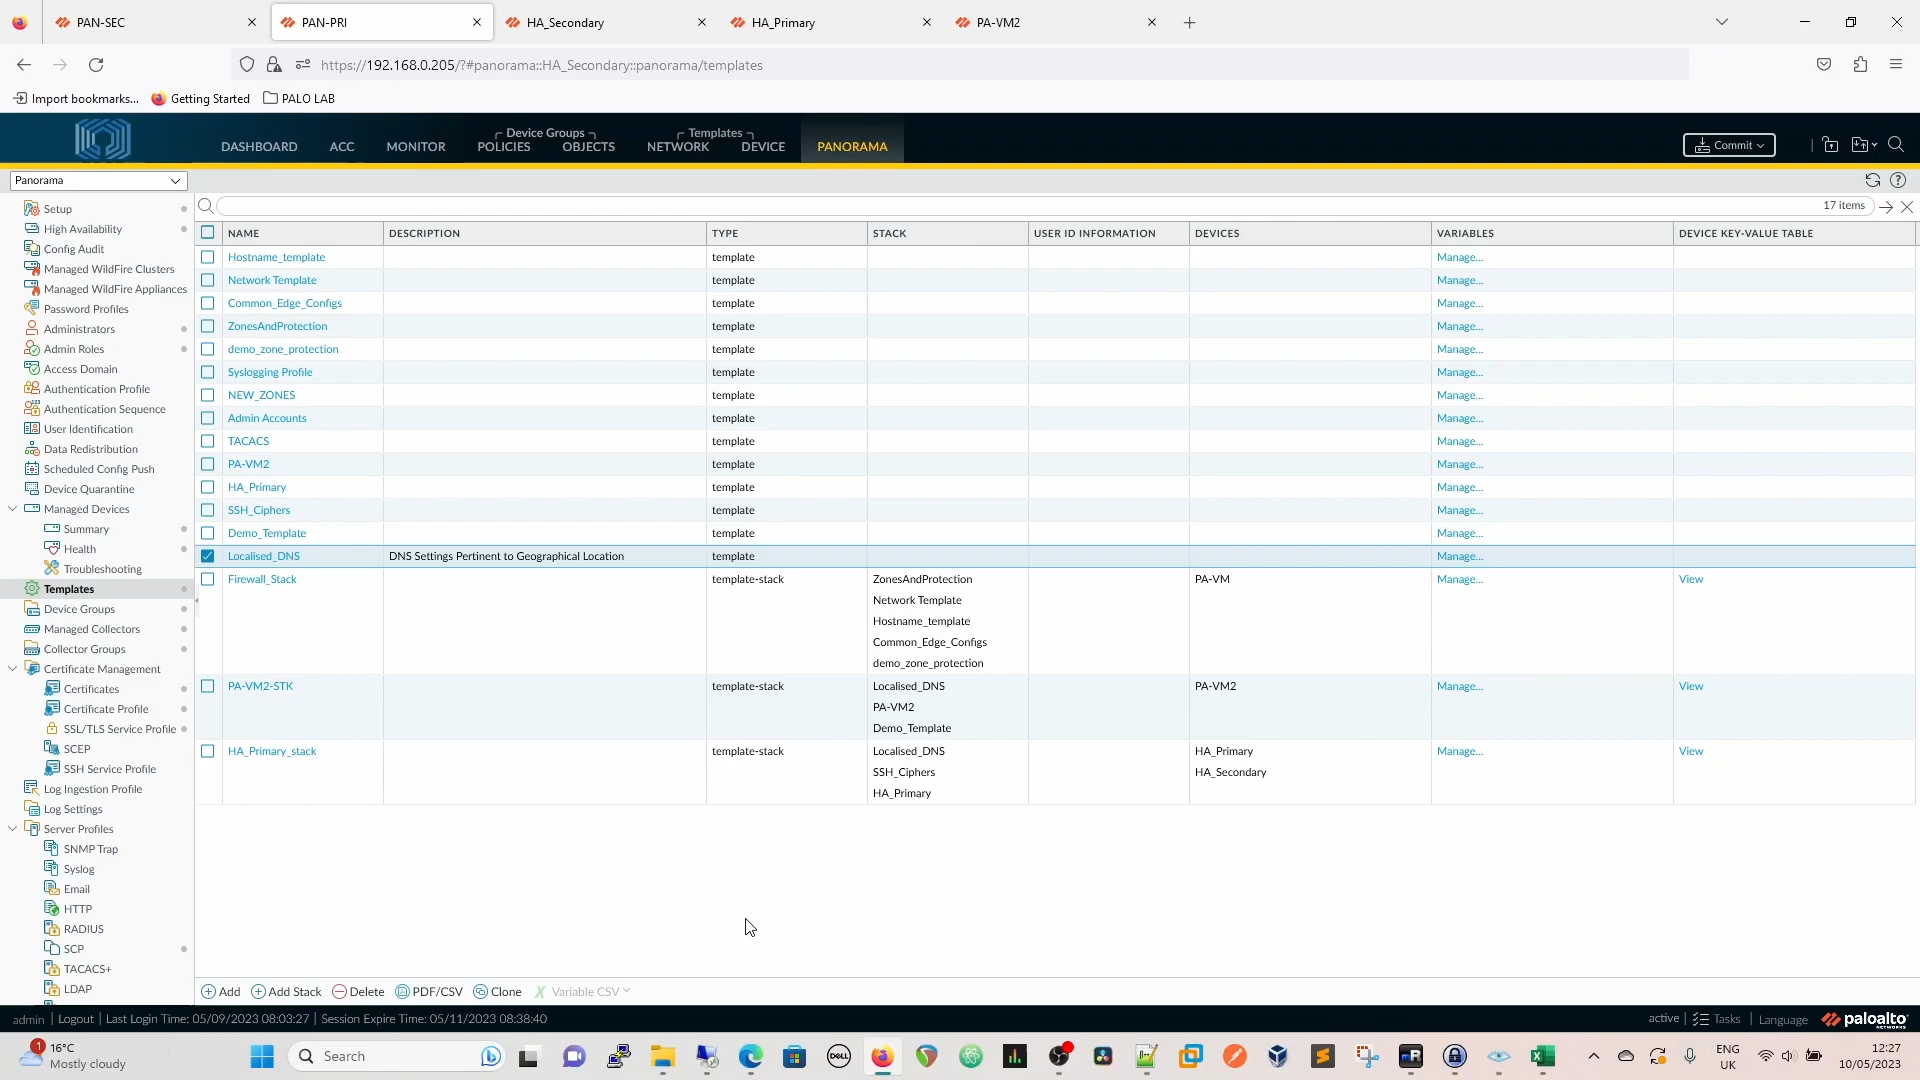 PAN-SEC
PAN-PRI
HA_Secondary
HA_Primary
PA-VM2
https://192.168.0.205/?#panorama::HA_Secondary::panorama/templates
Import bookmarks...
Getting Started
PALO LAB
DASHBOARD
ACC
MONITOR
Device Groups
POLICIES
OBJECTS
Templates
NETWORK
DEVICE
PANORAMA
Commit
Panorama
17 items
Setup
High Availability
Config Audit
Managed WildFire Clusters
Managed WildFire Appliances
Password Profiles
Administrators
Admin Roles
Access Domain
Authentication Profile
Authentication Sequence
User Identification
Data Redistribution
Scheduled Config Push
Device Quarantine
Managed Devices
Summary
Health
Troubleshooting
Templates
Device Groups
Managed Collectors
Collector Groups
Certificate Management
Certificates
Certificate Profile
SSL/TLS Service Profile
SCEP
SSH Service Profile
Log Ingestion Profile
Log Settings
Server Profiles
SNMP Trap
Syslog
Email
HTTP
RADIUS
SCP
TACACS+
LDAP
NAME DESCRIPTION TYPE STACK USER ID INFORMATION DEVICES VARIABLES DEVICE KEY-VALUE TABLE
Hostname_template template Manage...
Network Template template Manage...
Common_Edge_Configs template Manage...
ZonesAndProtection template Manage...
demo_zone_protection template Manage...
Syslogging Profile template Manage...
NEW_ZONES template Manage...
Admin Accounts template Manage...
TACACS template Manage...
PA-VM2 template Manage...
HA_Primary template Manage...
SSH_Ciphers template Manage...
Demo_Template template Manage...
Localised_DNS DNS Settings Pertinent to Geographical Location template Manage...
Firewall_Stack template-stack ZonesAndProtection PA-VM Manage... View
Network Template
Hostname_template
Common_Edge_Configs
demo_zone_protection
PA-VM2-STK template-stack Localised_DNS PA-VM2 Manage... View
PA-VM2
Demo_Template
HA_Primary_stack template-stack Localised_DNS HA_Primary Manage... View
SSH_Ciphers HA_Secondary
HA_Primary
Add Add Stack Delete PDF/CSV Clone Variable CSV
admin | Logout | Last Login Time: 05/09/2023 08:03:27 | Session Expire Time: 05/11/2023 08:38:40
active | Tasks | Language
paloalto
NETWORKS
1
16°C
Mostly cloudy
Search
DELL
mR
ENG
UK
12:27
10/05/2023